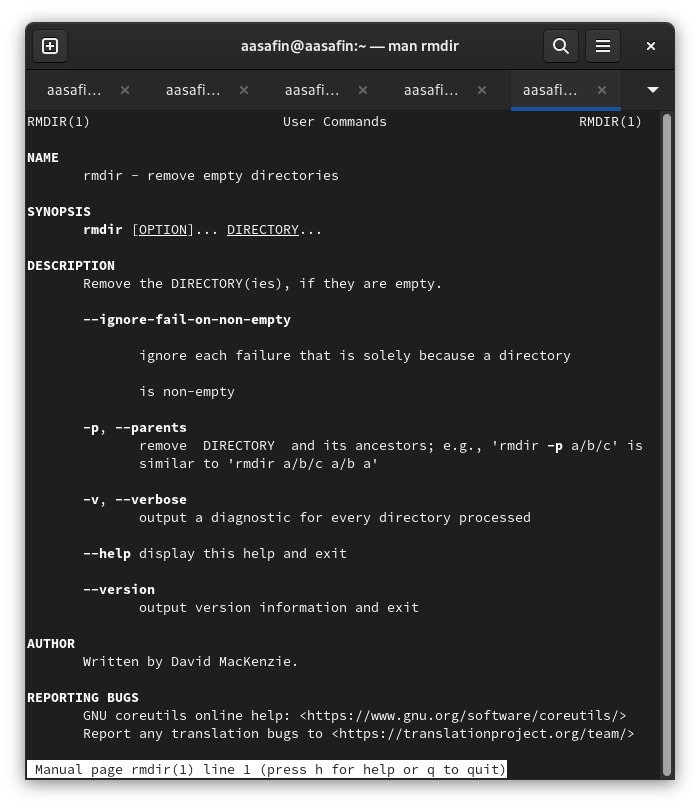 aasafin@aasafin:~ — man rmdir
aasafi... × aasafi... × aasafi... × aasafi... × aasafi... ×
RMDIR(1) User Commands RMDIR(1)
NAME
rmdir - remove empty directories
SYNOPSIS
rmdir [OPTION]... DIRECTORY...
DESCRIPTION
Remove the DIRECTORY(ies), if they are empty.
--ignore-fail-on-non-empty
ignore each failure that is solely because a directory
is non-empty
-p, --parents
remove  DIRECTORY  and its ancestors; e.g., 'rmdir -p a/b/c' is
similar to 'rmdir a/b/c a/b a'
-v, --verbose
output a diagnostic for every directory processed
--help display this help and exit
--version
output version information and exit
AUTHOR
Written by David MacKenzie.
REPORTING BUGS
GNU coreutils online help: <https://www.gnu.org/software/coreutils/>
Report any translation bugs to <https://translationproject.org/team/>
Manual page rmdir(1) line 1 (press h for help or q to quit)